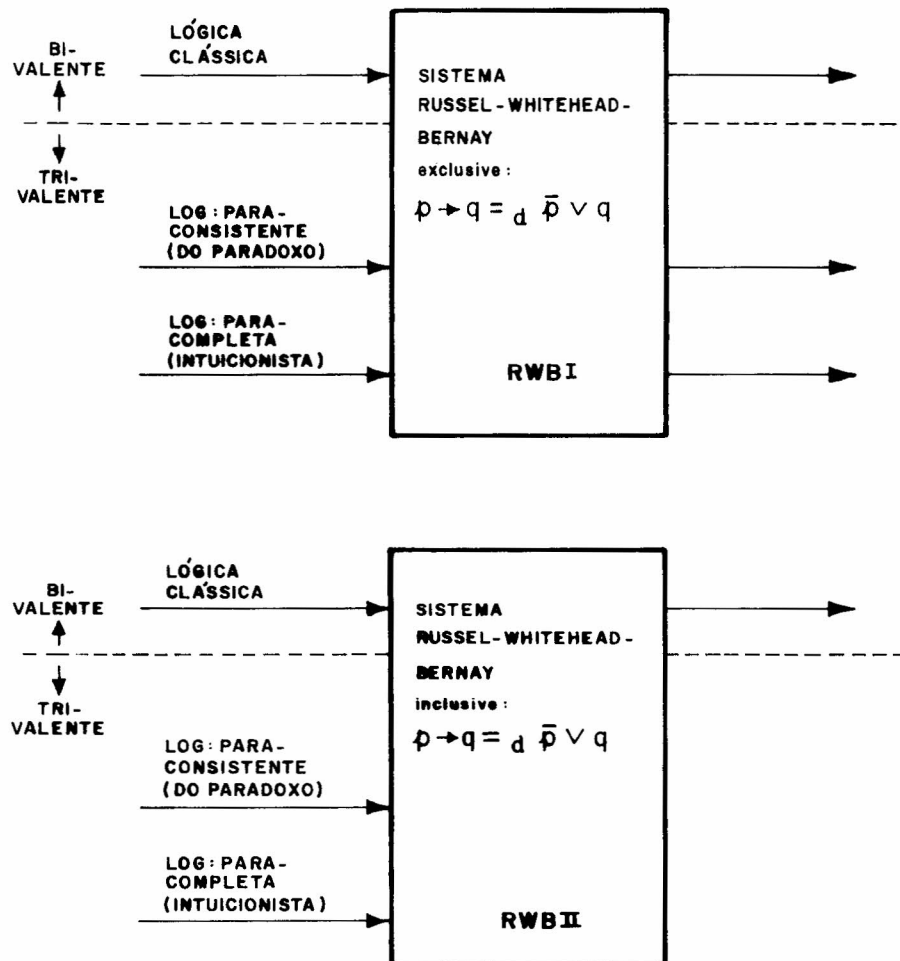 BI-
VALENTE
LÓGICA
CLÁSSICA
TRI-
VALENTE
LOG: PARA-
CONSISTENTE
(DO PARADOXO)
LOG: PARA-
COMPLETA
(INTUICIONISTA)
SISTEMA
RUSSEL-WHITEHEAD-
BERNAY
exclusive:
p → q = d p̄ ∨ q
RWBI
BI-
VALENTE
LÓGICA
CLÁSSICA
TRI-
VALENTE
LOG: PARA-
CONSISTENTE
(DO PARADOXO)
LOG: PARA-
COMPLETA
(INTUICIONISTA)
SISTEMA
RUSSEL-WHITEHEAD-
BERNAY
inclusive:
p → q = d p̄ ∨ q
RWBII